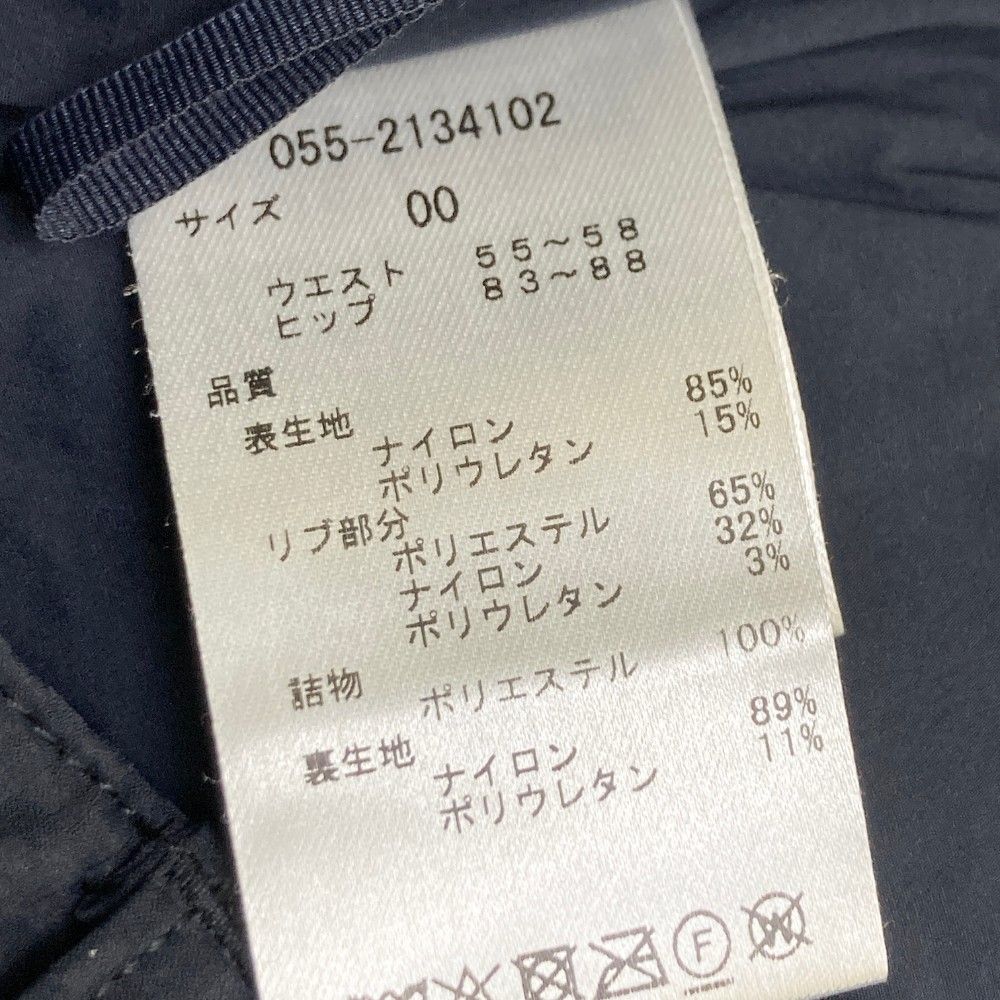 055-2134102
サイズ 00
ウエスト 55～58
ヒップ 83～88
品質
表生地
ナイロン 85%
ポリウレタン 15%
リブ部分
ポリエステル 65%
ナイロン 32%
ポリウレタン 3%
詰物
ポリエステル 100%
裏生地
ナイロン 89%
ポリウレタン 11%
F W